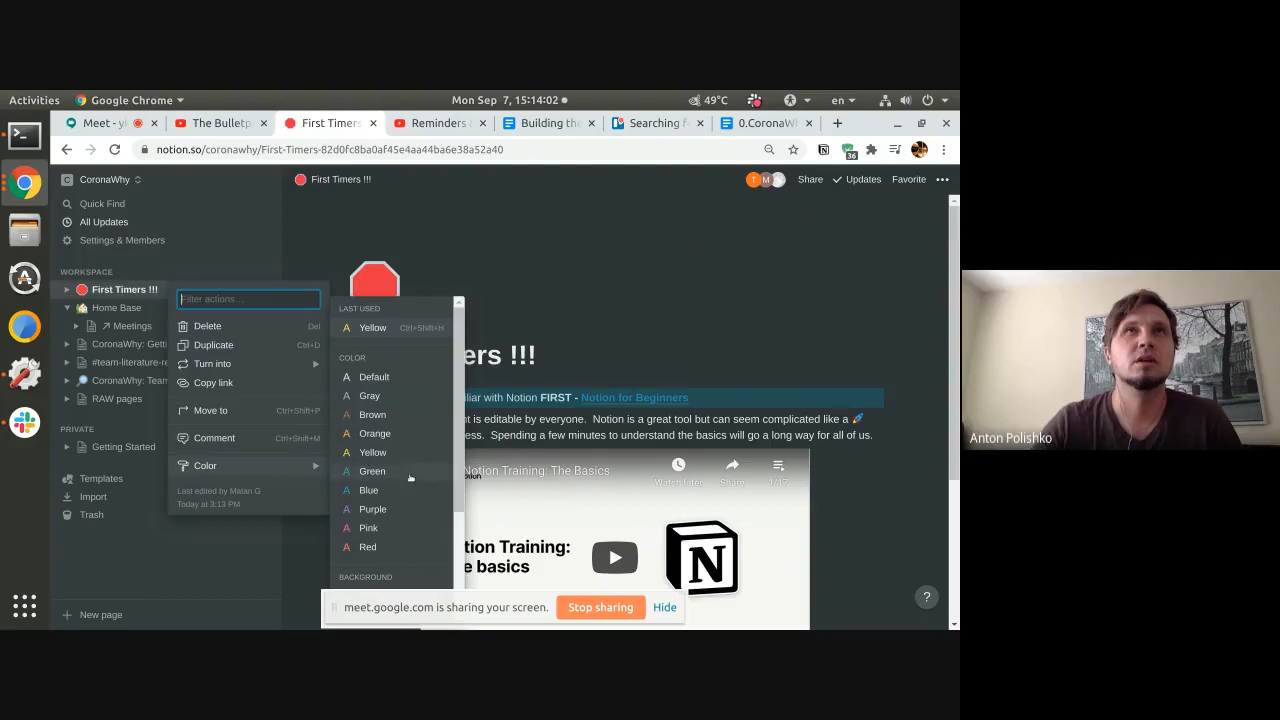 Activities
Google Chrome
Mon Sep 7, 15:14:02
49°C
en
Meet - yi
The Bulletp
First Timers
Reminders
Building the
Searching f
0.CoronaWh
notion.so/coronawhy/First-Timers-82d0fc8ba0af45e4aa44ba6e38a52a40
36
C CoronaWhy
First Timers !!!
T M
Share
Updates
Favorite
Quick Find
All Updates
Settings & Members
WORKSPACE
First Timers !!!
Home Base
Meetings
CoronaWhy: Gett
#team-literature-re
CoronaWhy: Team
RAW pages
PRIVATE
Getting Started
Templates
Import
Trash
New page
Filter actions...
Delete Del
Duplicate Ctrl+D
Turn into
Copy link
Move to Ctrl+Shift+P
Comment Ctrl+Shift+M
Color
Last edited by Matan G
Today at 3:13 PM
LAST USED
A Yellow Ctrl+Shift+H
COLOR
A Default
A Gray
A Brown
A Orange
A Yellow
A Green
A Blue
A Purple
A Pink
A Red
BACKGROUND
ers !!!
iliar with Notion FIRST - Notion for Beginners
nt is editable by everyone. Notion is a great tool but can seem complicated like a
ess. Spending a few minutes to understand the basics will go a long way for all of us.
Notion Training: The Basics
Watch later
Share
1/17
tion Training:
e basics
N
meet.google.com is sharing your screen.
Stop sharing
Hide
?
Anton Polishko